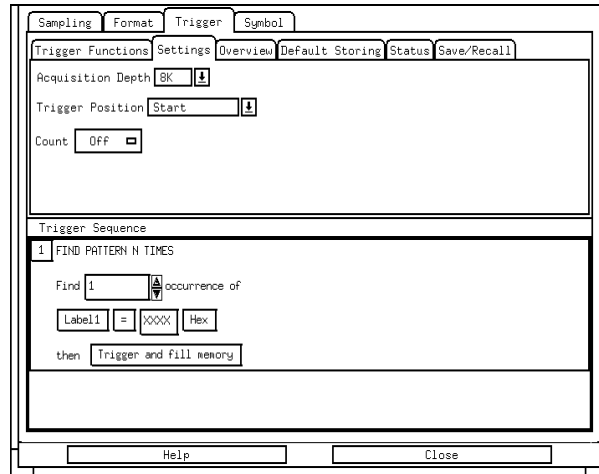 Sampling Format Trigger Symbol
Trigger Functions Settings Overview Default Storing Status Save/Recall
Acquisition Depth 8K
Trigger Position Start
Count Off
Trigger Sequence
1 FIND PATTERN N TIMES
Find 1 occurrence of
Label1 = XXXX Hex
then Trigger and fill memory
Help Close